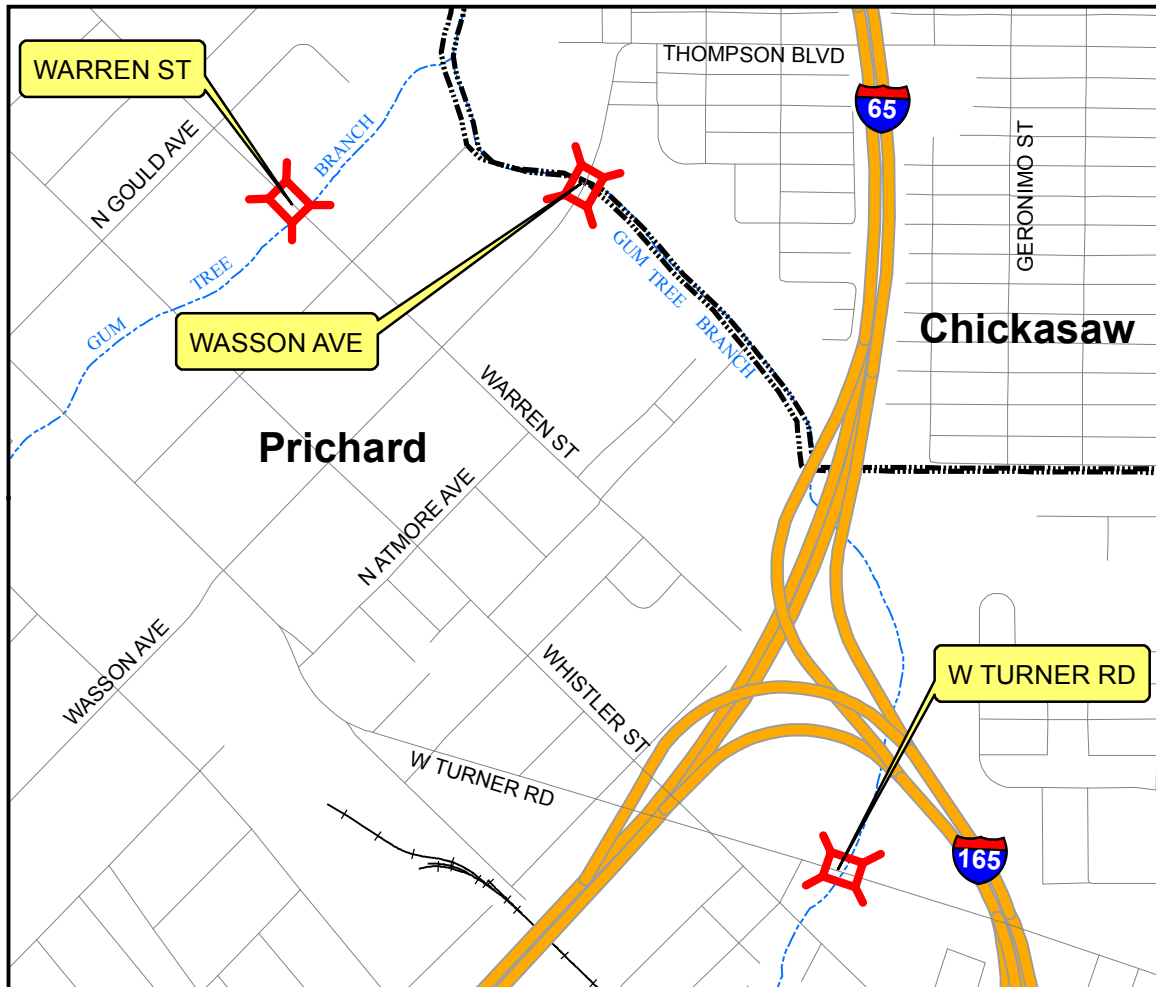 WARREN ST
THOMPSON BLVD
65
N GOULD AVE
BRANCH
TREE
GUM
GERONIMO ST
GUM TREE BRANCH
WASSON AVE
Chickasaw
WARREN ST
Prichard
N ATMORE AVE
WASSON AVE
WHISTLER ST
W TURNER RD
W TURNER RD
165